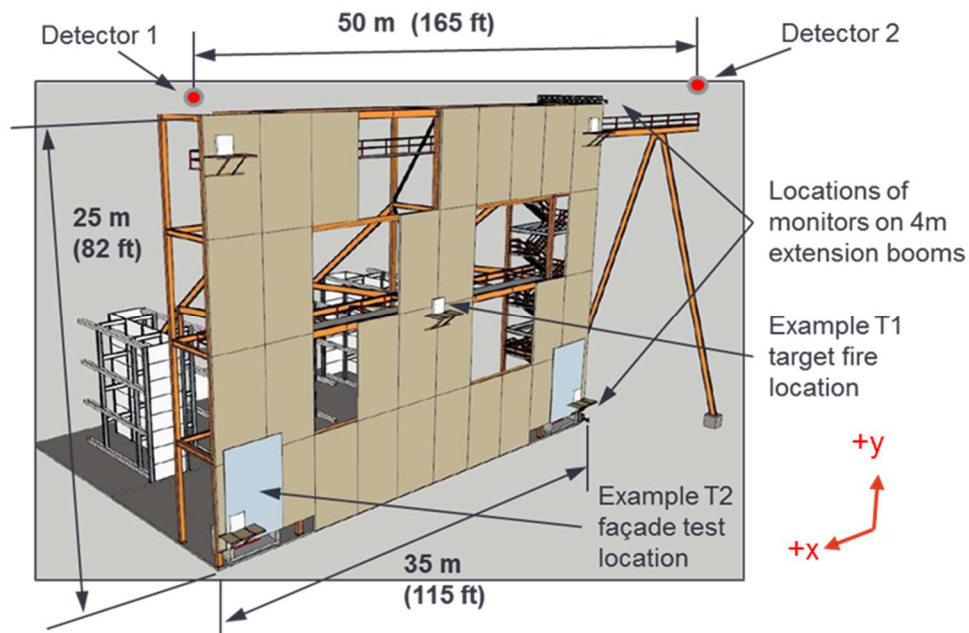 Detector 1
50 m (165 ft)
Detector 2
25 m
(82 ft)
Locations of
monitors on 4m
extension booms
Example T1
target fire
location
+y
+x
Example T2
façade test
location
35 m
(115 ft)